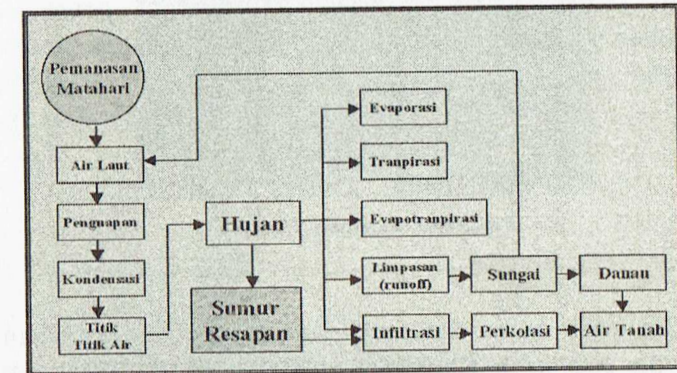 Pemanasan
Matahari
Air Laut
Penguapan
Kondensasi
Titik
Titik Air
Hujan
Sumur
Resapan
Evaporasi
Tranpirasi
Evapotranpirasi
Limpasan
(runoff)
Sungai
Danau
Infiltrasi
Perkolasi
Air Tanah